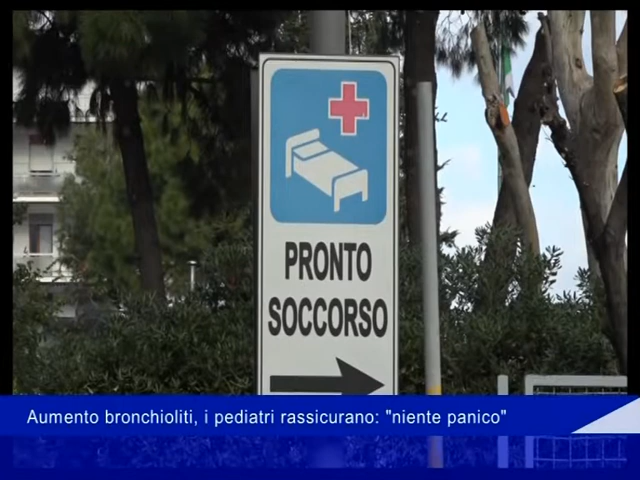 PRONTO
SOCCORSO
Aumento bronchioliti, i pediatri rassicurano: "niente panico"